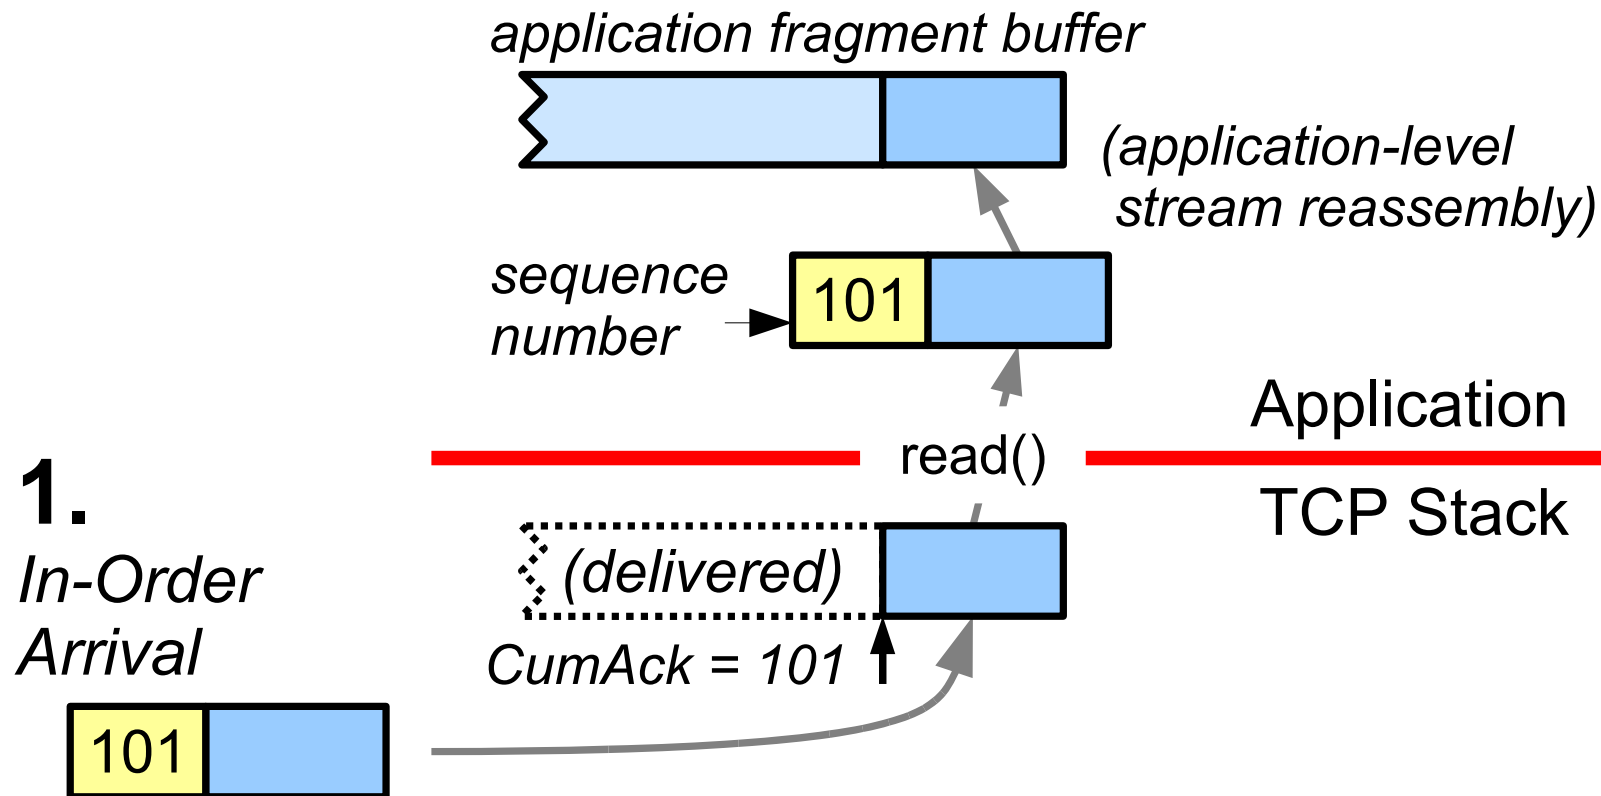 application fragment buffer
(application-level
stream reassembly)
sequence
number
101
Application
read()
TCP Stack
1.
In-Order
Arrival
(delivered)
CumAck = 101
101